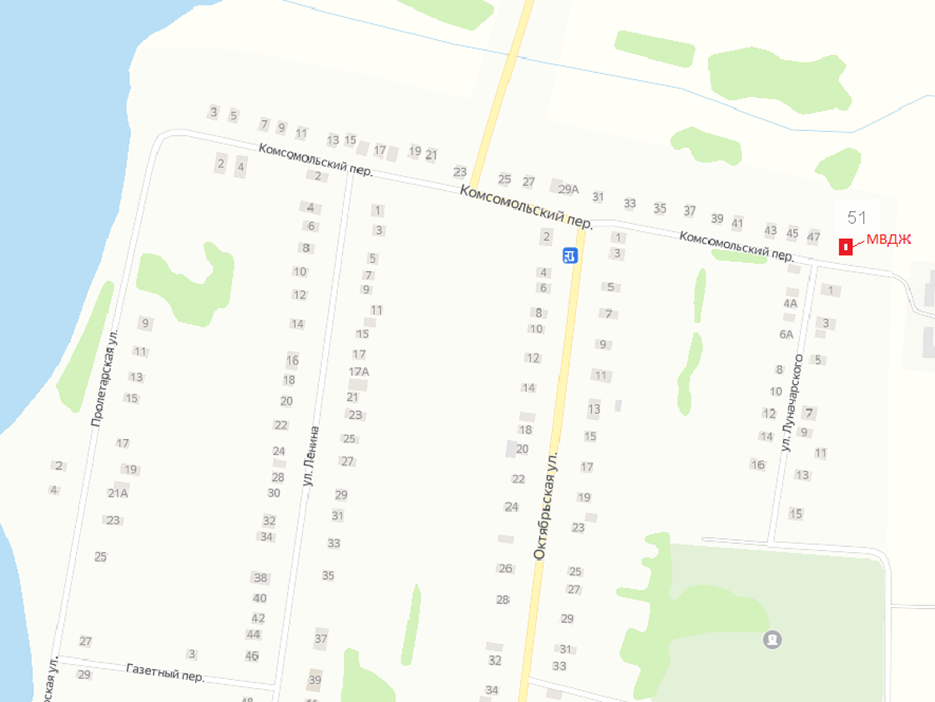 3 5 7 9 11 13 15 17 19 21
2 4 2 Комсомольский пер. 23 25 27 29А 31 33 35 37 39 41 43 45 47 51
Комсомольский пер.
Комсомольский пер.
мвдж
4 1
6 3 2 1
8 5 3
10 7 4 5 1
12 9 6 4А
11 8 7 3
9 14 15 10 6А
11 16 17 12 9 5
13 18 17А 14 11 8
15 20 21 10
22 23 18 13 12 7
17 24 25 20 15 14 9
2 19 28 27 22 17 16 11
4 21А 30 29 24 19 13
23 32 31 23 15
25 34 33 26 25
38 35 28 27
40 29
42 31
27 44 37 32 33
29 3 46 39 34
48
Пролетарская ул.
ул. Ленина
Октябрьская ул.
ул. Луначарского
Газетный пер.
рская ул.